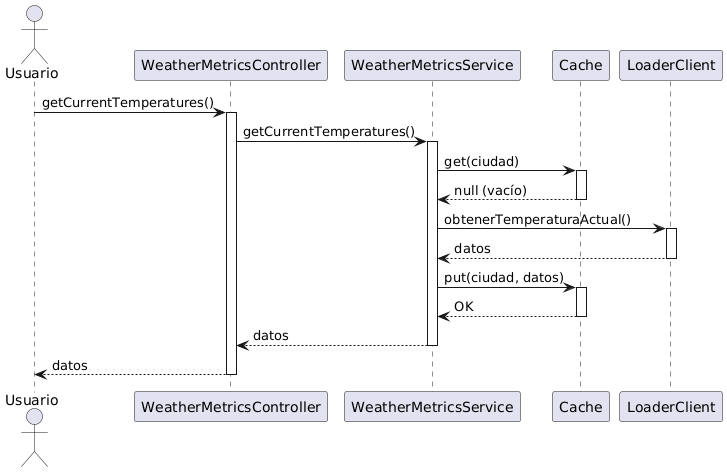 Usuario
WeatherMetricsController
WeatherMetricsService
Cache
LoaderClient
getCurrentTemperatures()
getCurrentTemperatures()
get(ciudad)
null (vacío)
obtenerTemperaturaActual()
datos
put(ciudad, datos)
OK
datos
datos
Usuario
WeatherMetricsController
WeatherMetricsService
Cache
LoaderClient